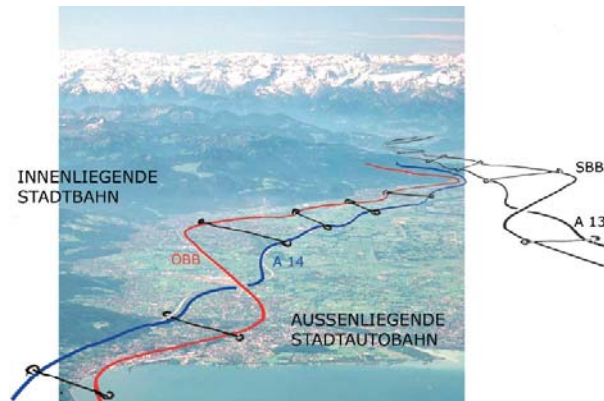 SBB
INNENLIEGENDE
STADTBAHN
A 13
ÖBB
A 14
AUSSENLIEGENDE
STADTAUTOBAHN